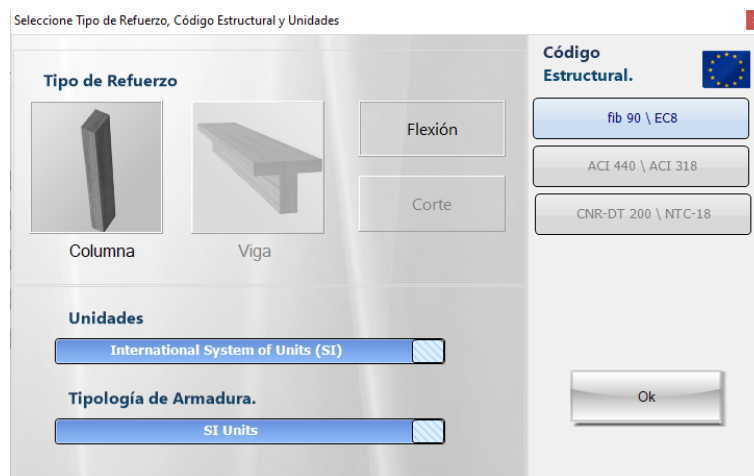 Seleccione Tipo de Refuerzo, Código Estructural y Unidades
Tipo de Refuerzo
Columna
Viga
Flexión
Corte
Código
Estructural.
fib 90 \ EC8
ACI 440 \ ACI 318
CNR-DT 200 \ NTC-18
Unidades
International System of Units (SI)
Tipología de Armadura.
SI Units
Ok